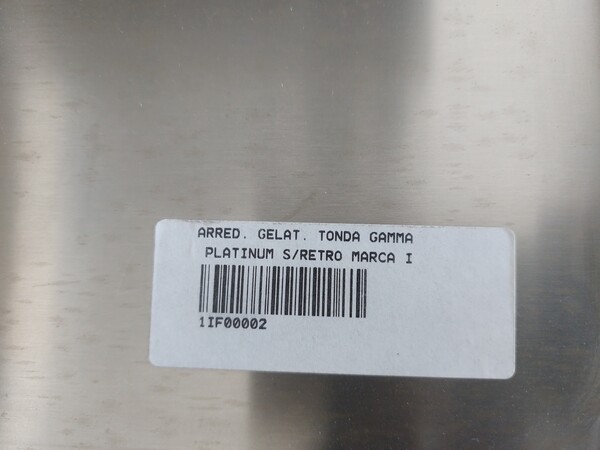 ARRED. GELAT. TONDA GAMMA
PLATINUM S/RETRO MARCA I
1IF00002